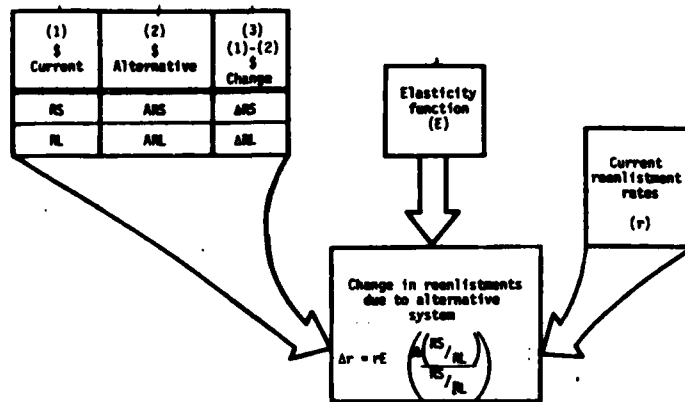 (1) (2) (3)
$ $ (1)-(2)
Current Alternative $
Change
RS ARS ΔRS
RL ARL ΔRL
Elasticity
function
(E)
Current
reenlistment
rates
(r)
Change in reenlistments
due to alternative
system
Δr = rE (Δ(RS/RL) / RS/RL)